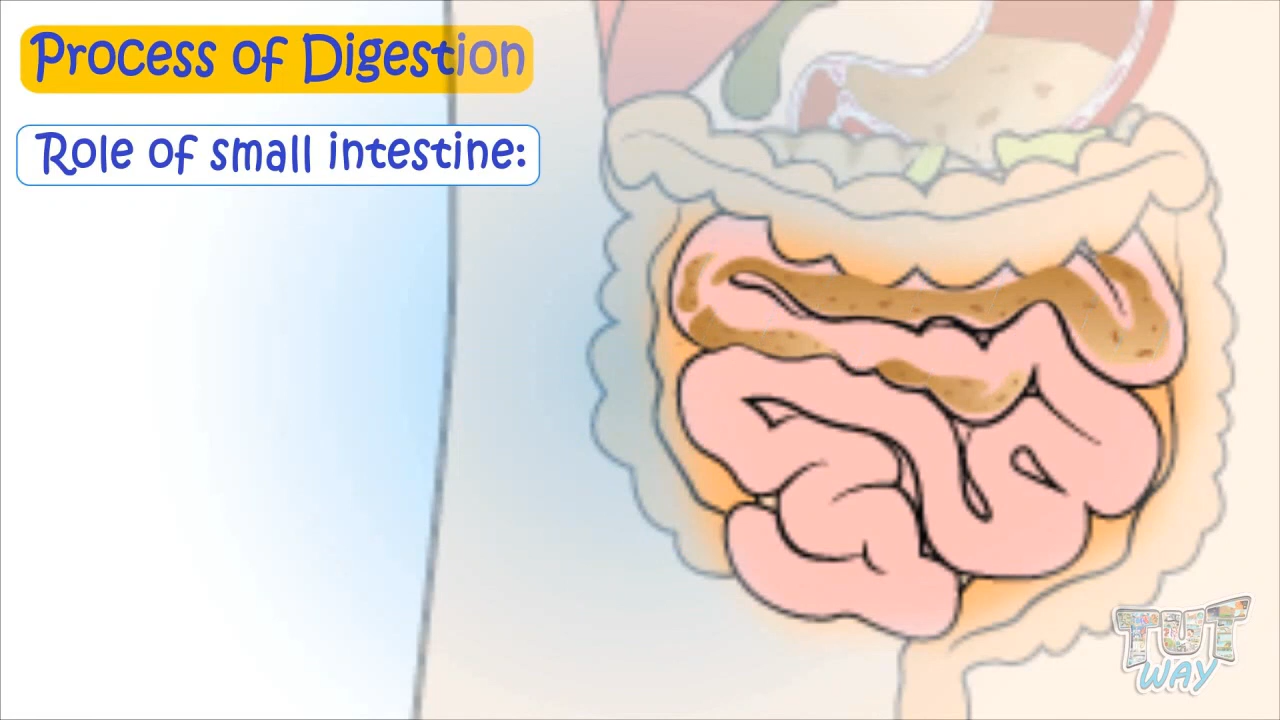 Process of Digestion
Role of small intestine:
TUT
WAY